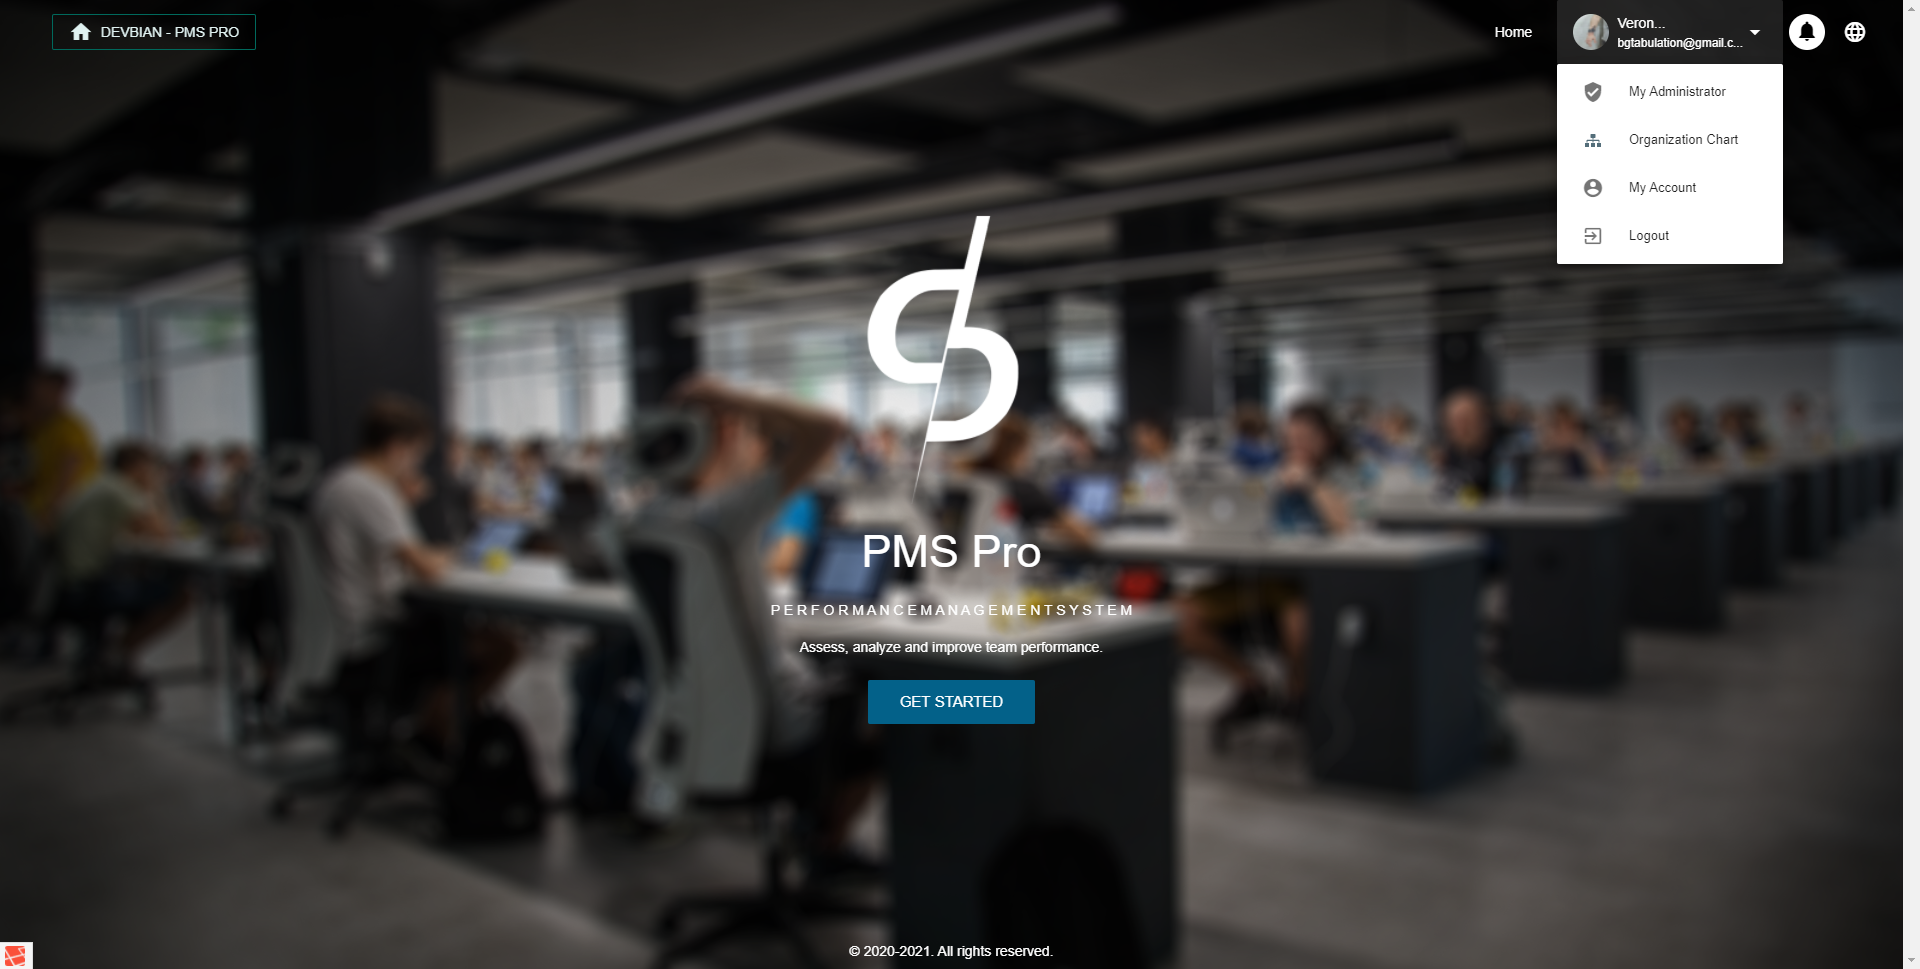 DEVBIAN - PMS PRO
Home
Veron...
bgtabulation@gmail.c...
My Administrator
Organization Chart
My Account
Logout
PMS Pro
PERFORMANCEMANAGEMENTSYSTEM
Assess, analyze and improve team performance.
GET STARTED
© 2020-2021. All rights reserved.